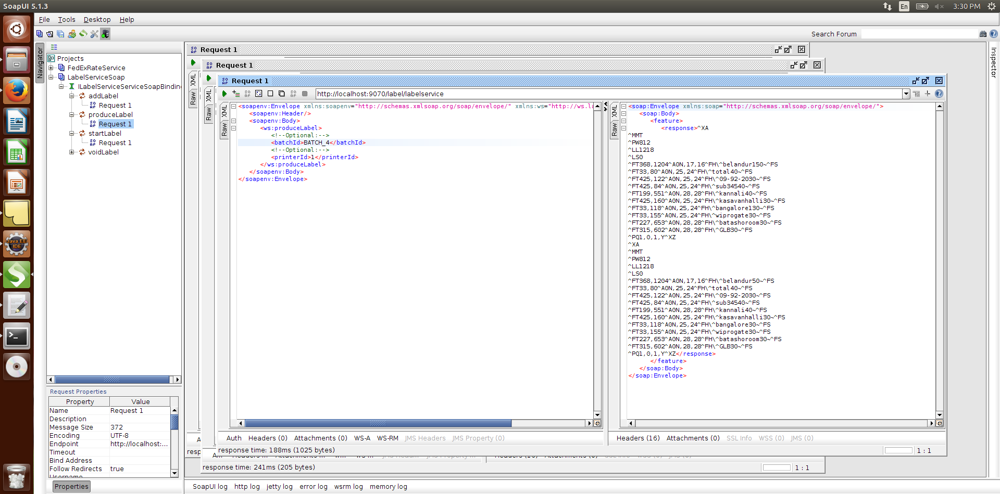 SoapUI 5.1.3
En
3:30 PM
File Tools Desktop Help
Search Forum
Navigator
Projects
FedExRateService
LabelServiceSoap
ILabelServiceServiceSoapBindin
addLabel
Request 1
produceLabel
Request 1
startLabel
Request 1
voidLabel
Request Properties
Property Value
Name Request 1
Description
Message Size 372
Encoding UTF-8
Endpoint http://localhost:...
Timeout
Bind Address
Follow Redirects true
Username
Properties
Request 1
XML
Raw
Request 1
XML
Raw
Request 1
http://localhost:9070/label/labelservice
XML
Raw
<soapenv:Envelope xmlns:soapenv="http://schemas.xmlsoap.org/soap/envelope/" xmlns:ws="http://ws.la
<soapenv:Header/>
<soapenv:Body>
<ws:produceLabel>
<!--Optional:-->
<batchId>BATCH_4</batchId>
<!--Optional:-->
<printerId>1</printerId>
</ws:produceLabel>
</soapenv:Body>
</soapenv:Envelope>
XML
Raw
<soap:Envelope xmlns:soap="http://schemas.xmlsoap.org/soap/envelope/">
<soap:Body>
<feature>
<response>^XA
^MMT
^PW812
^LL1218
^LS0
^FT368,1204^A0N,17,16^FH\^belandur150~^FS
^FT33,80^A0N,25,24^FH\^total40~^FS
^FT425,122^A0N,25,24^FH\^09-92-2030~^FS
^FT425,84^A0N,25,24^FH\^sub34540~^FS
^FT199,551^A0N,28,28^FH\^kannali40~^FS
^FT425,160^A0N,25,24^FH\^kasavanhalli30~^FS
^FT33,118^A0N,25,24^FH\^bangalore130~^FS
^FT33,155^A0N,25,24^FH\^wiprogate30~^FS
^FT227,653^A0N,28,28^FH\^batashoroom30~^FS
^FT315,602^A0N,28,28^FH\^GLB30~^FS
^PQ1,0,1,Y^XZ
^XA
^MMT
^PW812
^LL1218
^LS0
^FT368,1204^A0N,17,16^FH\^belandur50~^FS
^FT33,80^A0N,25,24^FH\^total40~^FS
^FT425,122^A0N,25,24^FH\^09-92-2030~^FS
^FT425,84^A0N,25,24^FH\^sub34540~^FS
^FT199,551^A0N,28,28^FH\^kannali40~^FS
^FT425,160^A0N,25,24^FH\^kasavanhalli30~^FS
^FT33,118^A0N,25,24^FH\^bangalore30~^FS
^FT33,155^A0N,25,24^FH\^wiprogate30~^FS
^FT227,653^A0N,28,28^FH\^batashoroom30~^FS
^FT315,602^A0N,28,28^FH\^GLB30~^FS
^PQ1,0,1,Y^XZ</response>
</feature>
</soap:Body>
</soap:Envelope>
Auth Headers (0) Attachments (0) WS-A WS-RM JMS Headers JMS Property (0)
Headers (16) Attachments (0) SSL Info WSS (0) JMS (0)
response time: 188ms (1025 bytes)
1 : 1
response time: 241ms (205 bytes)
1 : 1
SoapUI log http log jetty log error log wsrm log memory log
Inspector
Java EE
IDE